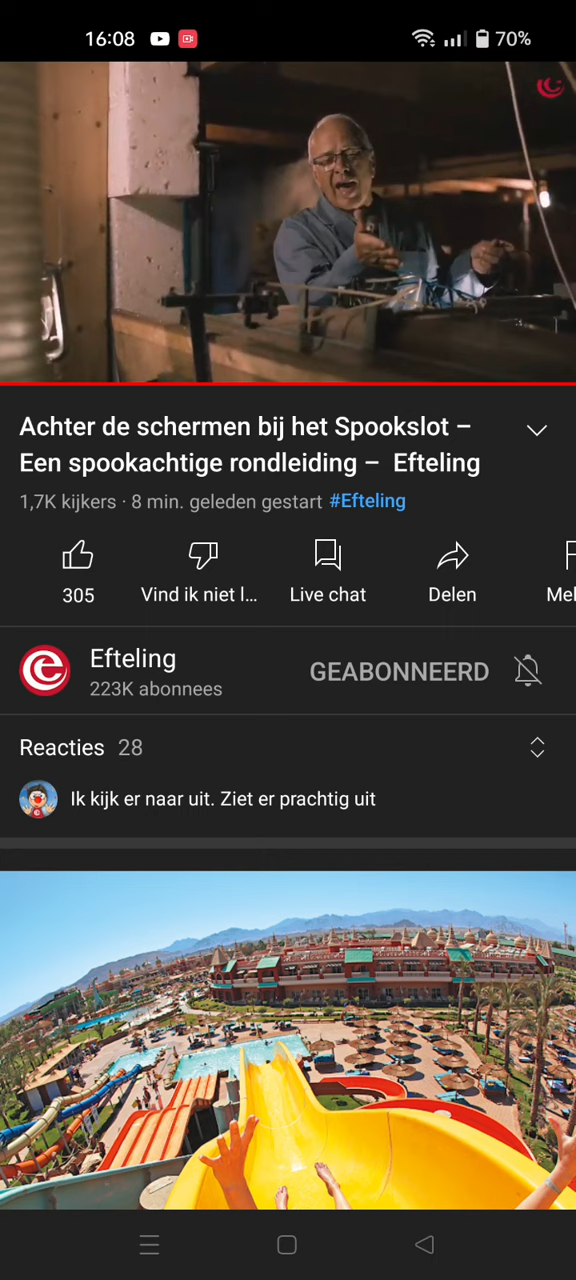 16:08
70%
Achter de schermen bij het Spookslot –
Een spookachtige rondleiding – Efteling
1,7K kijkers · 8 min. geleden gestart #Efteling
305 Vind ik niet l... Live chat Delen Mel
Efteling
223K abonnees
GEABONNEERD
Reacties 28
Ik kijk er naar uit. Ziet er prachtig uit